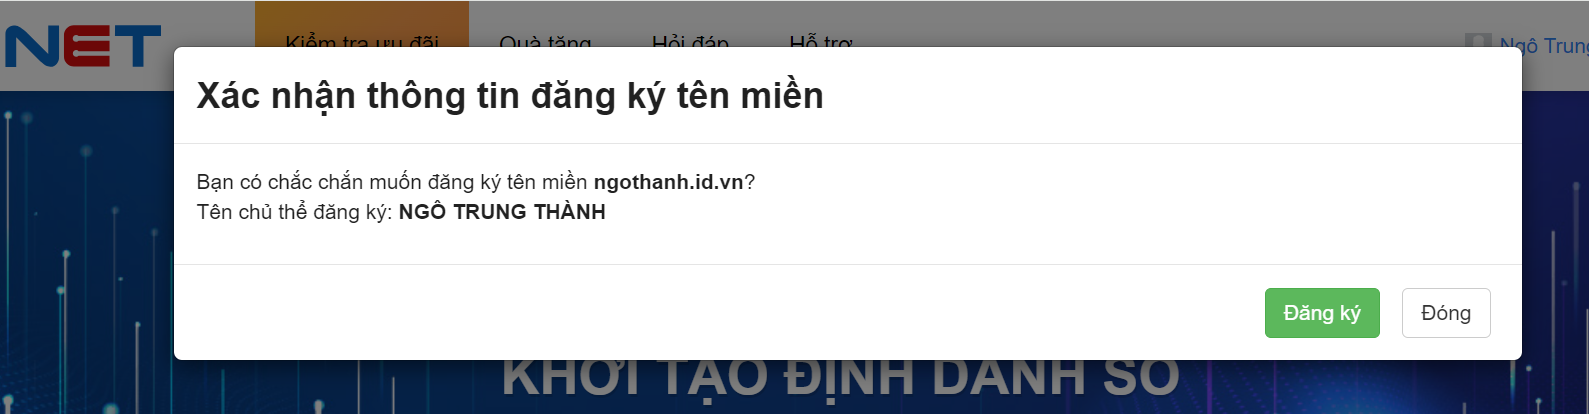 NET
Kiểm tra ưu đãi Quà tặng Hỏi đáp Hỗ trợ Ngô Trung
Xác nhận thông tin đăng ký tên miền
Bạn có chắc chắn muốn đăng ký tên miền ngothanh.id.vn?
Tên chủ thể đăng ký: NGÔ TRUNG THÀNH
Đăng ký Đóng
KHỞI TẠO ĐỊNH DANH SỐ